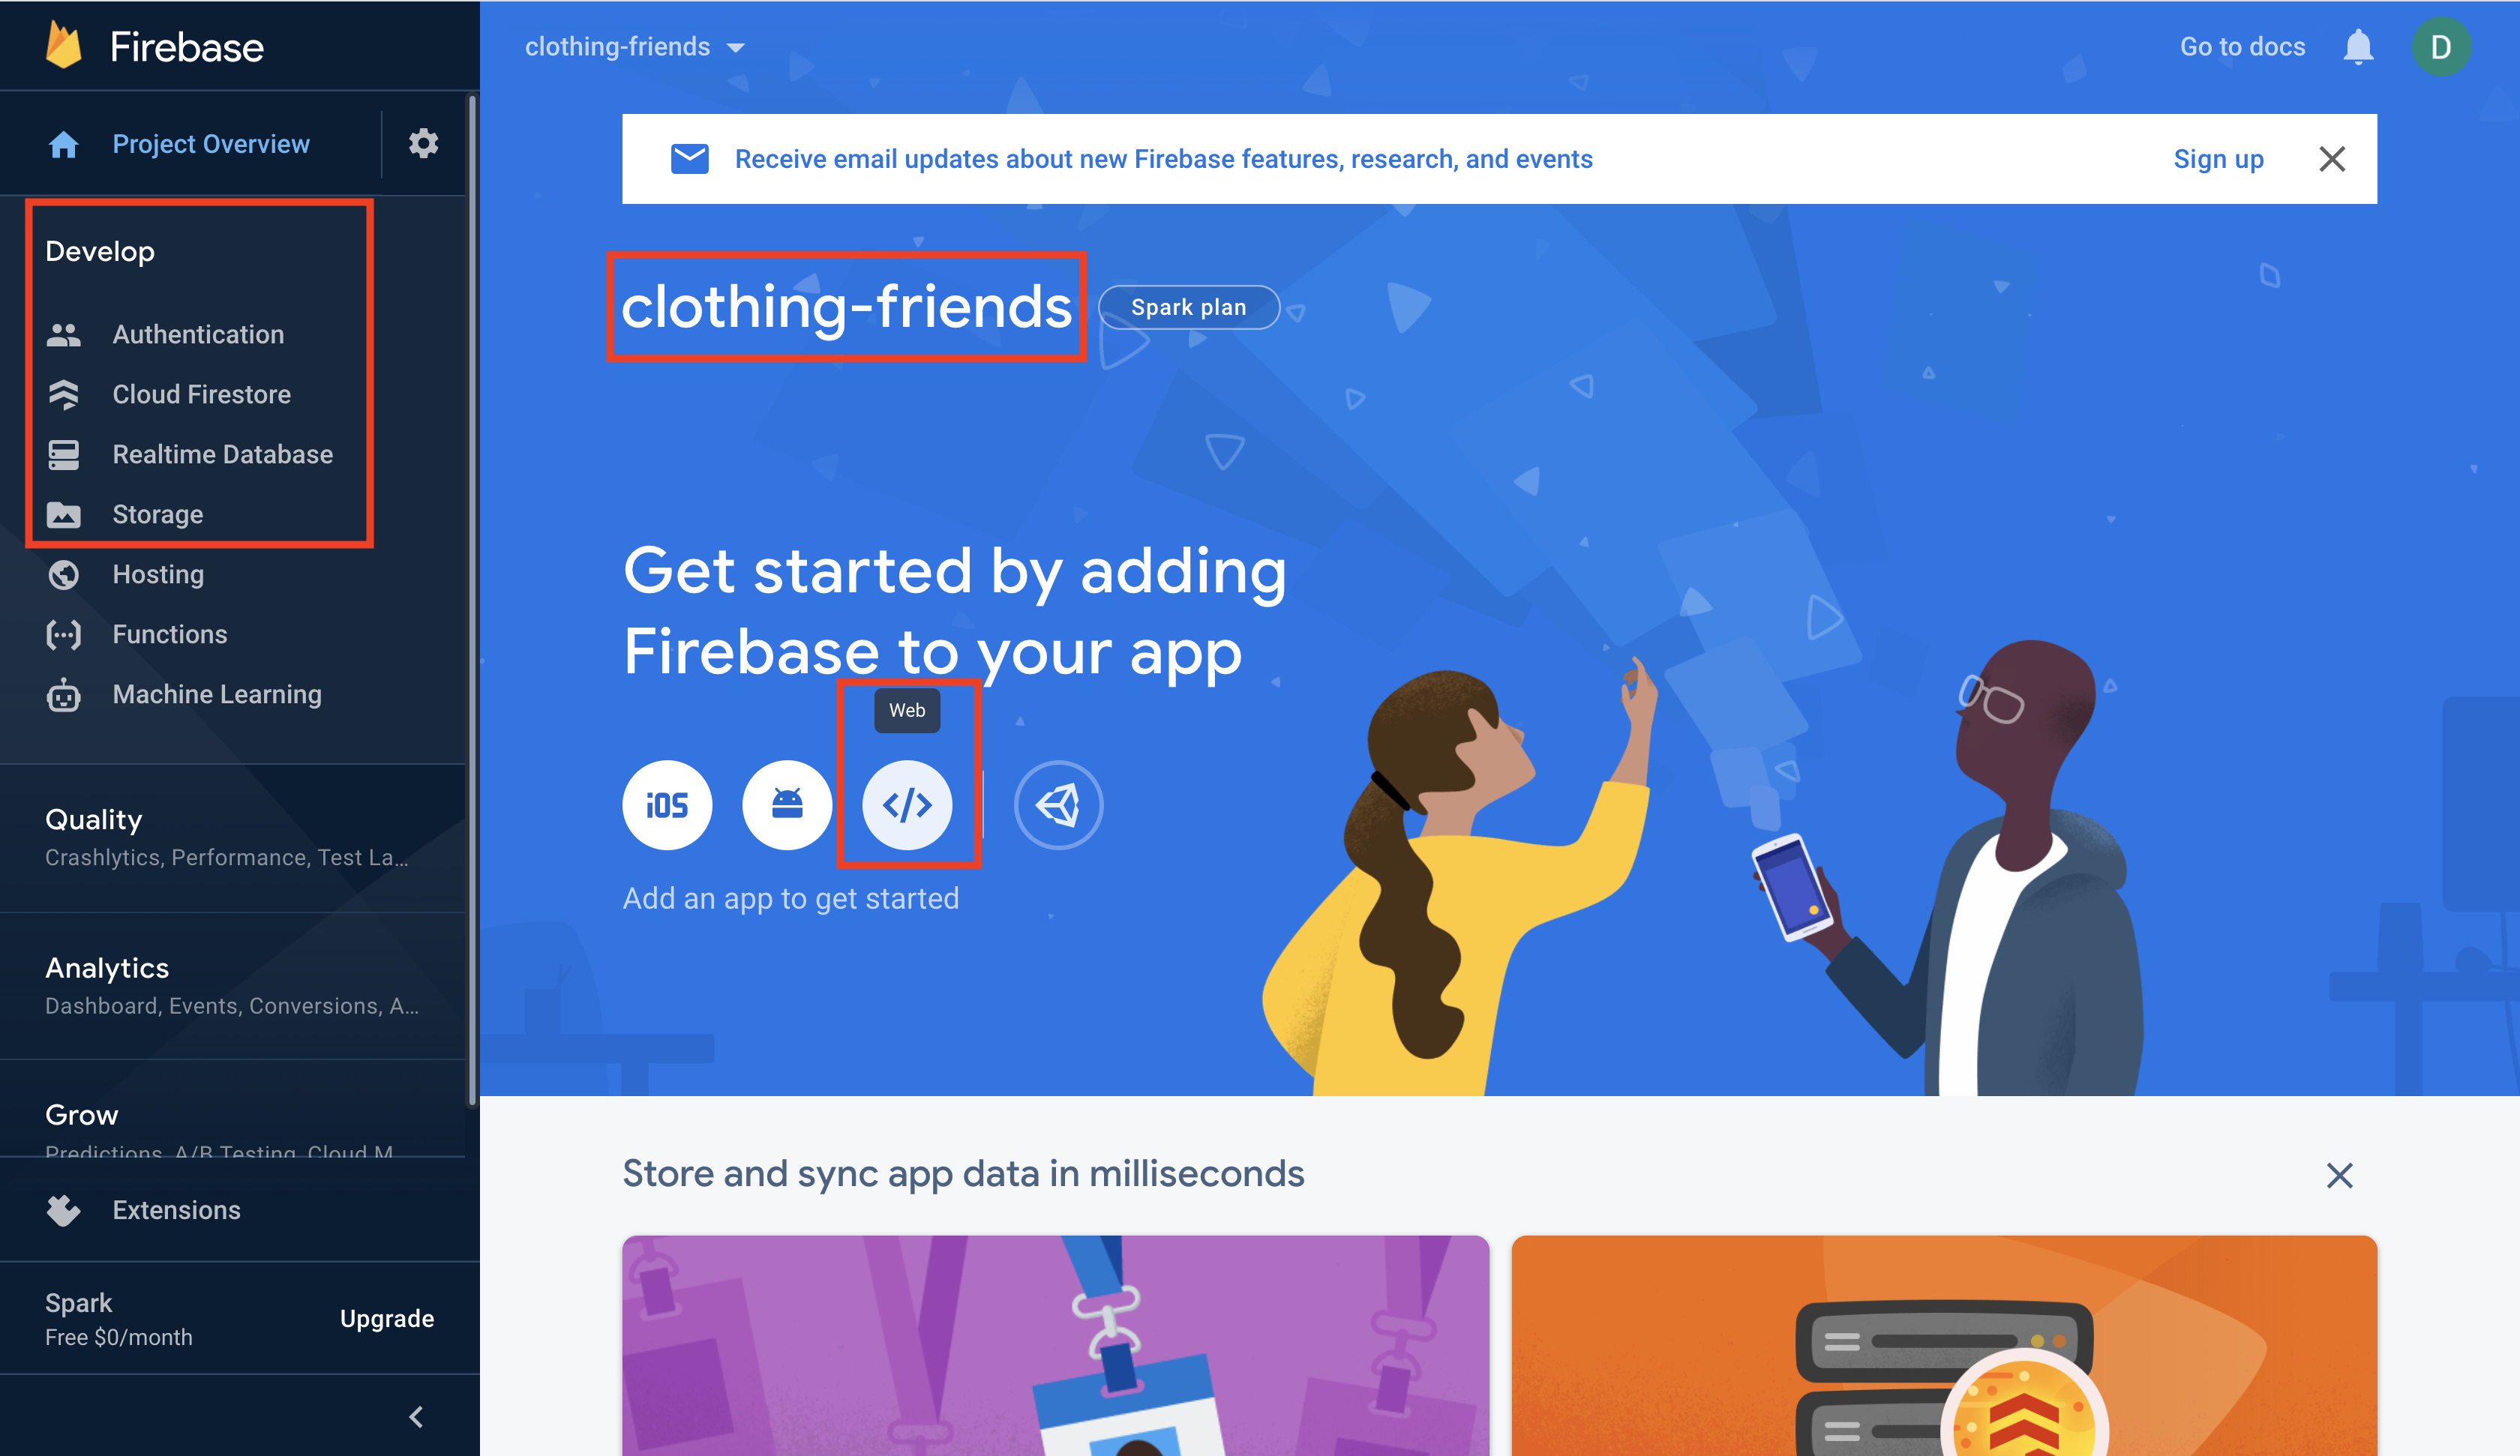 Firebase
clothing-friends
Go to docs
D
Project Overview
Receive email updates about new Firebase features, research, and events
Sign up
Develop
Authentication
Cloud Firestore
Realtime Database
Storage
Hosting
Functions
Machine Learning
Quality
Crashlytics, Performance, Test La...
Analytics
Dashboard, Events, Conversions, A...
Grow
Predictions, A/B Testing, Cloud M
Extensions
Spark
Free $0/month
Upgrade
clothing-friends
Spark plan
Get started by adding
Firebase to your app
Web
iOS
Add an app to get started
Store and sync app data in milliseconds